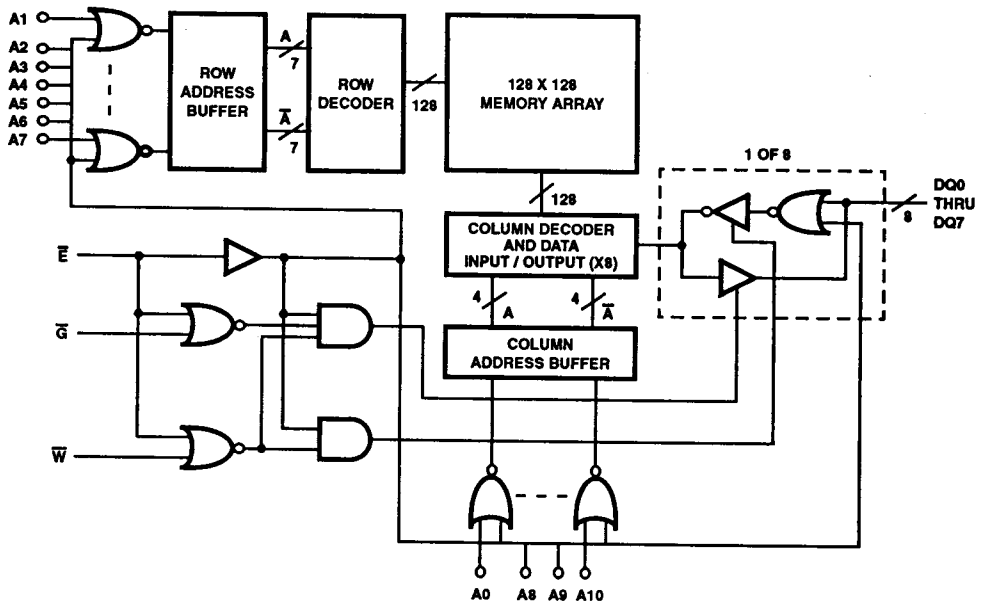 A1
A2
A3
A4
A5
A6
A7
ROW
ADDRESS
BUFFER
A
7
A̅
7
ROW
DECODER
128
128 X 128
MEMORY ARRAY
128
1 OF 8
8
DQ0
THRU
DQ7
COLUMN DECODER
AND DATA
INPUT / OUTPUT (X8)
4
A
4
A̅
COLUMN
ADDRESS BUFFER
E̅
G̅
W̅
A0
A8
A9
A10